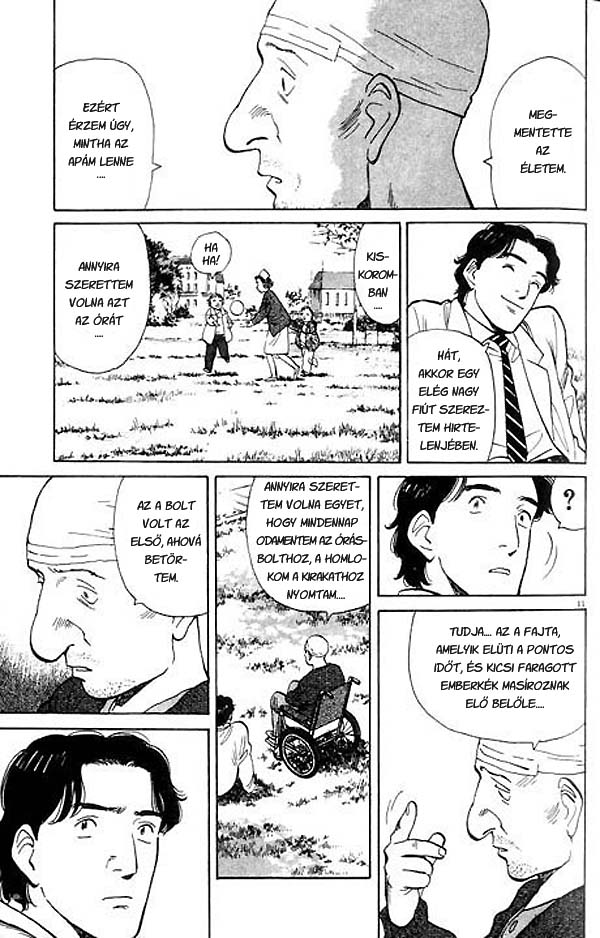 MEG-
MENTETTE
AZ
ÉLETEM.
EZÉRT
ÉRZEM ÚGY,
MINTHA AZ
APÁM LENNE
....
HÁT,
AKKOR EGY
ELÉG NAGY
FIÚT SZEREZ-
TEM HIRTE-
LENJÉBEN.
KIS-
KOROM-
BAN
....
HA
HA!
ANNYIRA
SZERETTEM
VOLNA AZT
AZ ÓRÁT
....
?
11
TUDJA.... AZ A FAJTA,
AMELYIK ELÜTI A PONTOS
IDŐT, ÉS KICSI FARAGOTT
EMBERKÉK MASÍROZNAK
ELŐ BELŐLE....
ANNYIRA SZERET-
TEM VOLNA EGYET,
HOGY MINDENNAP
ODAMENTEM AZ ÓRÁS-
BOLTHOZ, A HOMLO-
KOM A KIRAKATHOZ
NYOMTAM....
AZ A BOLT
VOLT AZ
ELSŐ, AHOVÁ
BETÖR-
TEM.